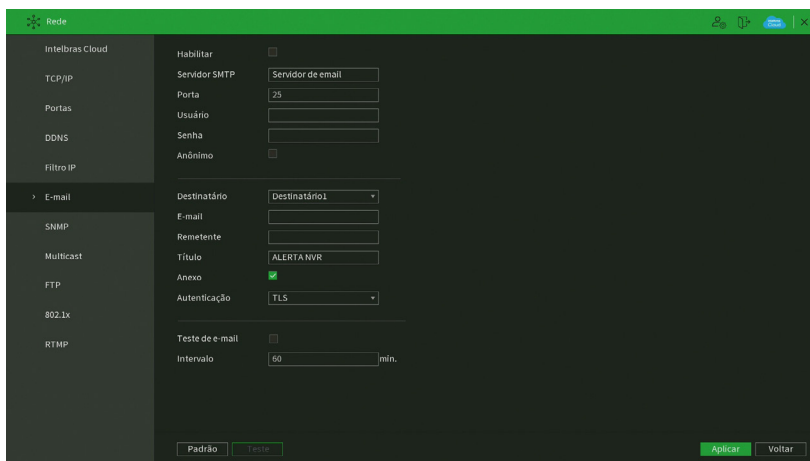 Rede
Intelbras Cloud
TCP/IP
Portas
DDNS
Filtro IP
E-mail
SNMP
Multicast
FTP
802.1x
RTMP
Habilitar
Servidor SMTP Servidor de email
Porta 25
Usuário
Senha
Anônimo
Destinatário Destinatário1
E-mail
Remetente
Título ALERTA NVR
Anexo
Autenticação TLS
Teste de e-mail
Intervalo 60 min.
Padrão Teste Aplicar Voltar